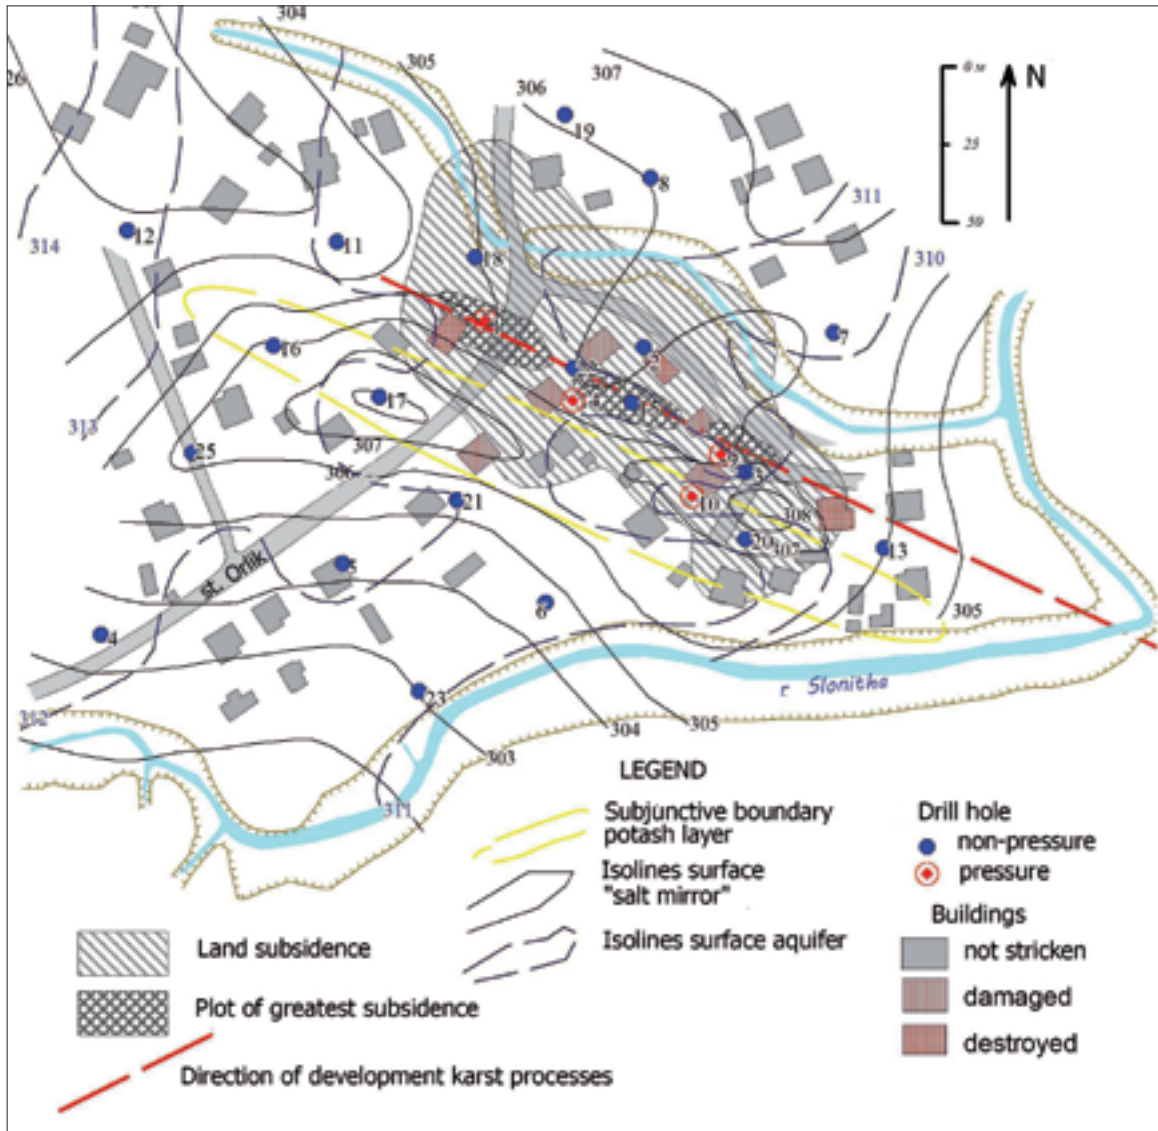 304
26
305
306
307
19
8
0 м
N
25
50
311
314
12
11
18
310
7
16
17
307
313
25
306
21
10
308
20
307
13
st. Orlik
5
6
4
305
312
23
r. Slonitha
304
305
303
311
LEGEND
Subjunctive boundary
potash layer
Isolines surface
"salt mirror"
Isolines surface aquifer
Drill hole
non-pressure
pressure
Buildings
not stricken
damaged
destroyed
Land subsidence
Plot of greatest subsidence
Direction of development karst processes